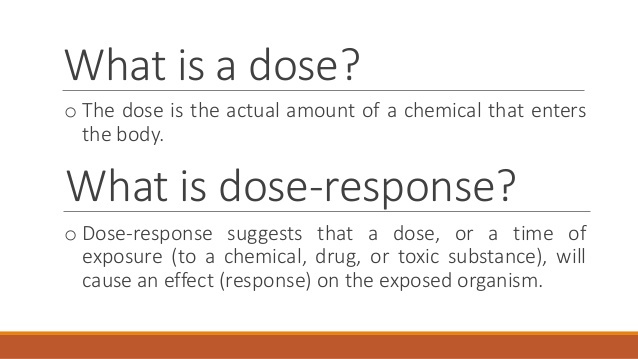 What is a dose?
o The dose is the actual amount of a chemical that enters
the body.
What is dose-response?
o Dose-response suggests that a dose, or a time of
exposure (to a chemical, drug, or toxic substance), will
cause an effect (response) on the exposed organism.